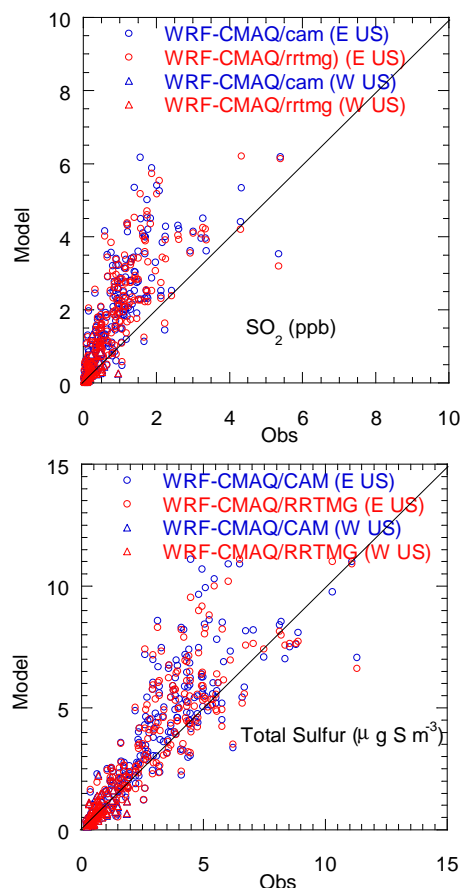 10
WRF-CMAQ/cam (E US)
WRF-CMAQ/rrtmg) (E US)
8
WRF-CMAQ/cam (W US)
WRF-CMAQ/rrtmg (W US)
6
Model
4
2
SO2 (ppb)
0
0 2 4 6 8 10
Obs
15
WRF-CMAQ/CAM (E US)
WRF-CMAQ/RRTMG (E US)
WRF-CMAQ/CAM (W US)
WRF-CMAQ/RRTMG (W US)
10
Model
5
Total Sulfur (μ g S m3)
0
0 5 10 15
Obs